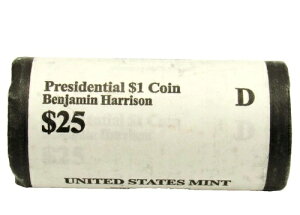 Presidential $1 Coin
Benjamin Harrison
D
$25
UNITED STATES MINT